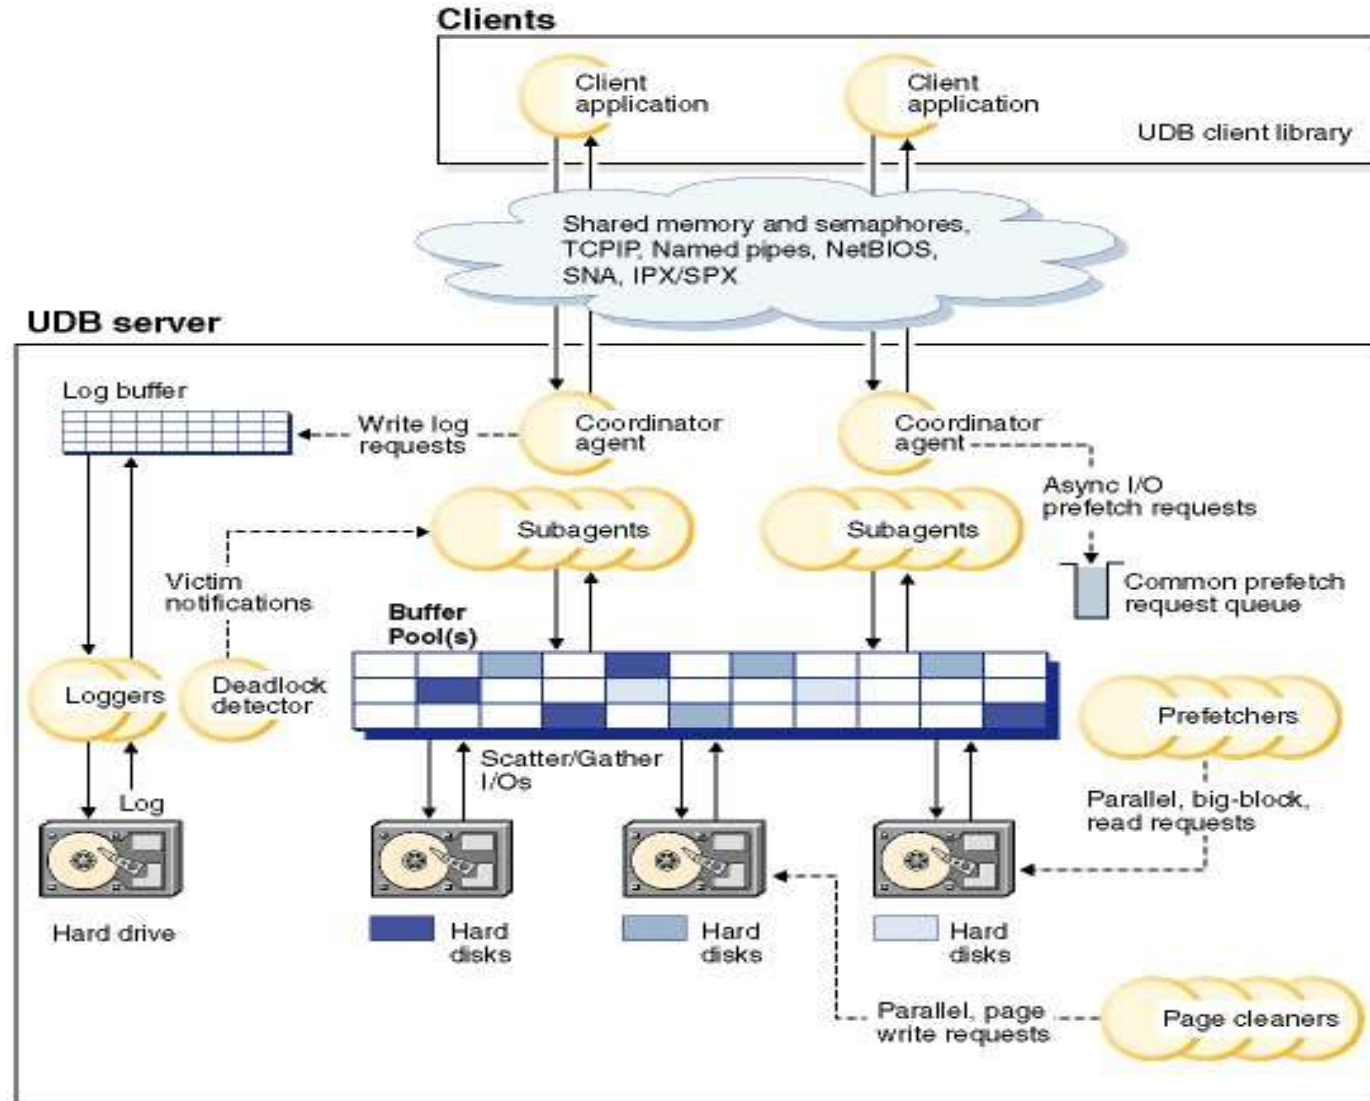 Clients
Client
application
Client
application
UDB client library
Shared memory and semaphores,
TCPIP, Named pipes, NetBIOS,
SNA, IPX/SPX
UDB server
Log buffer
Write log
requests
Coordinator
agent
Coordinator
agent
Async I/O
prefetch requests
Subagents
Subagents
Victim
notifications
Common prefetch
request queue
Buffer
Pool(s)
Loggers
Deadlock
detector
Prefetchers
Scatter/Gather
I/Os
Log
Parallel, big-block,
read requests
Hard drive
Hard
disks
Hard
disks
Hard
disks
Parallel, page
write requests
Page cleaners